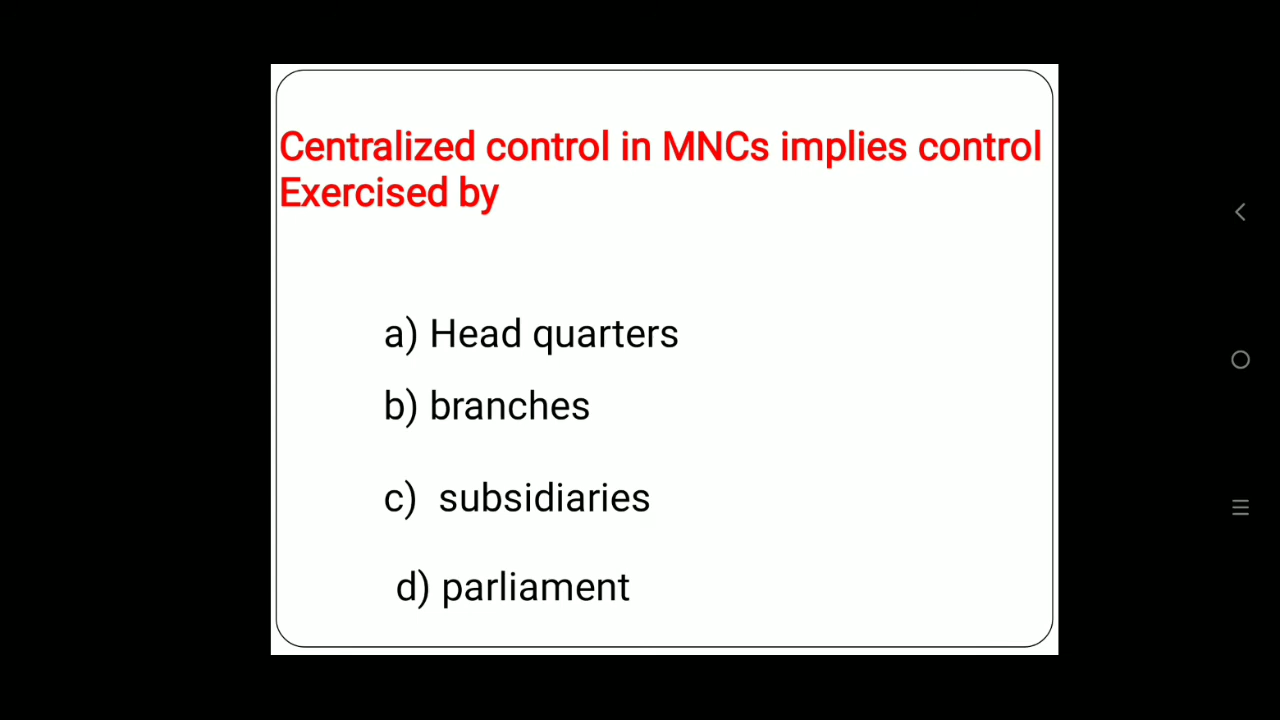 Centralized control in MNCs implies control
Exercised by
a) Head quarters
b) branches
c) subsidiaries
d) parliament